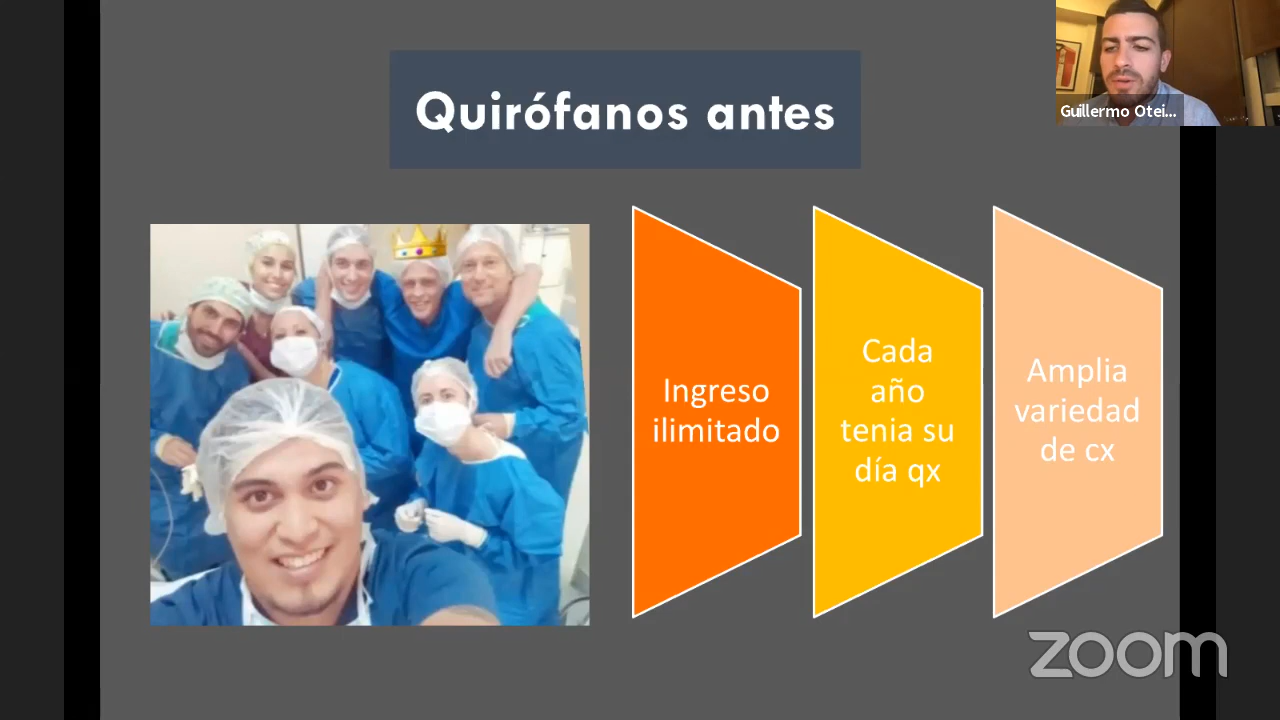 Quirófanos antes
Guillermo Otei...
Ingreso
ilimitado
Cada
año
tenia su
día qx
Amplia
variedad
de cx
zoom